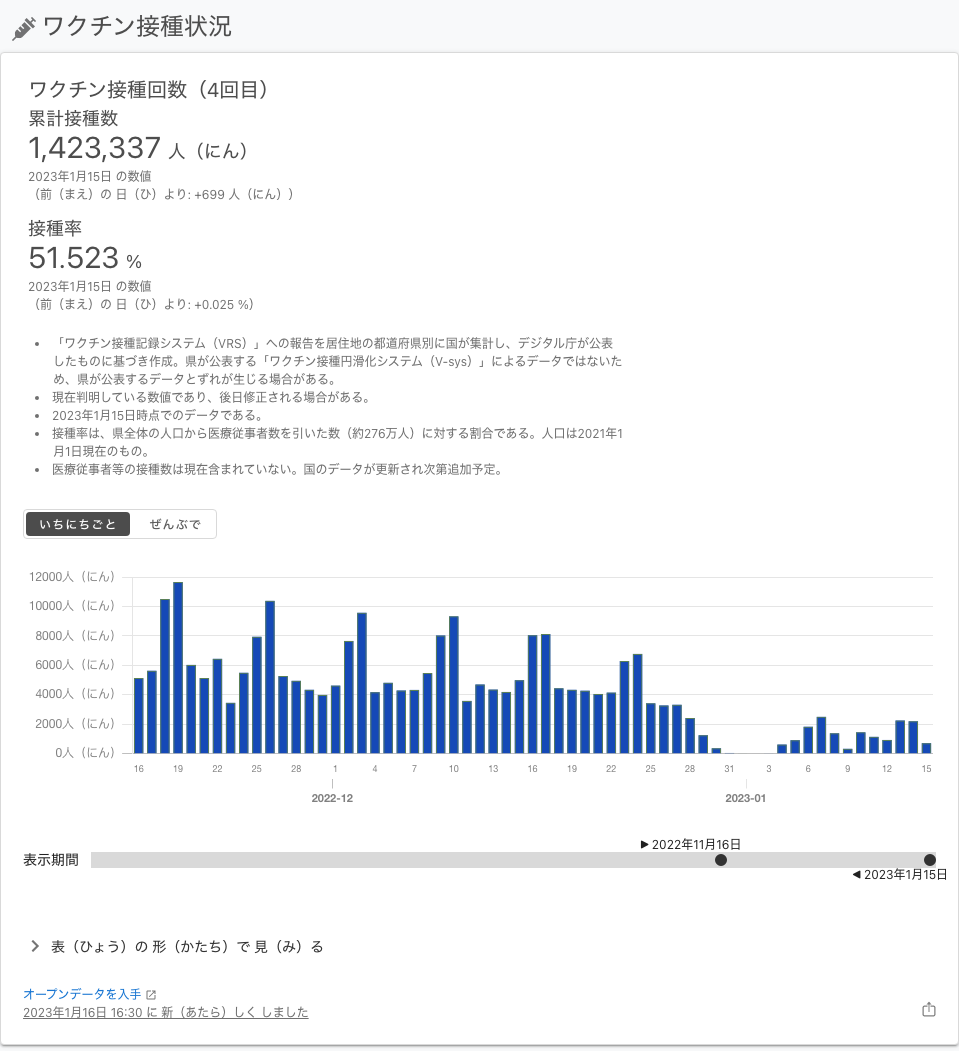 ワクチン接種状況
ワクチン接種回数（4回目）
累計接種数
1,423,337 人（にん）
2023年1月15日 の数値
（前（まえ）の 日（ひ）より: +699 人（にん））
接種率
51.523 %
2023年1月15日 の数値
（前（まえ）の 日（ひ）より: +0.025 %）
• 「ワクチン接種記録システム（VRS）」への報告を居住地の都道府県別に国が集計し、デジタル庁が公表
したものに基づき作成。県が公表する「ワクチン接種円滑化システム（V-sys）」によるデータではないた
め、県が公表するデータとずれが生じる場合がある。
• 現在判明している数値であり、後日修正される場合がある。
• 2023年1月15日時点でのデータである。
• 接種率は、県全体の人口から医療従事者数を引いた数（約276万人）に対する割合である。人口は2021年1
月1日現在のもの。
• 医療従事者等の接種数は現在含まれていない。国のデータが更新され次第追加予定。
いちにちごと ぜんぶで
12000人（にん）
10000人（にん）
8000人（にん）
6000人（にん）
4000人（にん）
2000人（にん）
0人（にん）
16 19 22 25 28 1 4 7 10 13 16 19 22 25 28 31 3 6 9 12 15
2022-12 2023-01
▶ 2022年11月16日
表示期間
◀ 2023年1月15日
表（ひょう）の 形（かたち）で 見（み）る
オープンデータを入手
2023年1月16日 16:30 に 新（あたら）しく しました